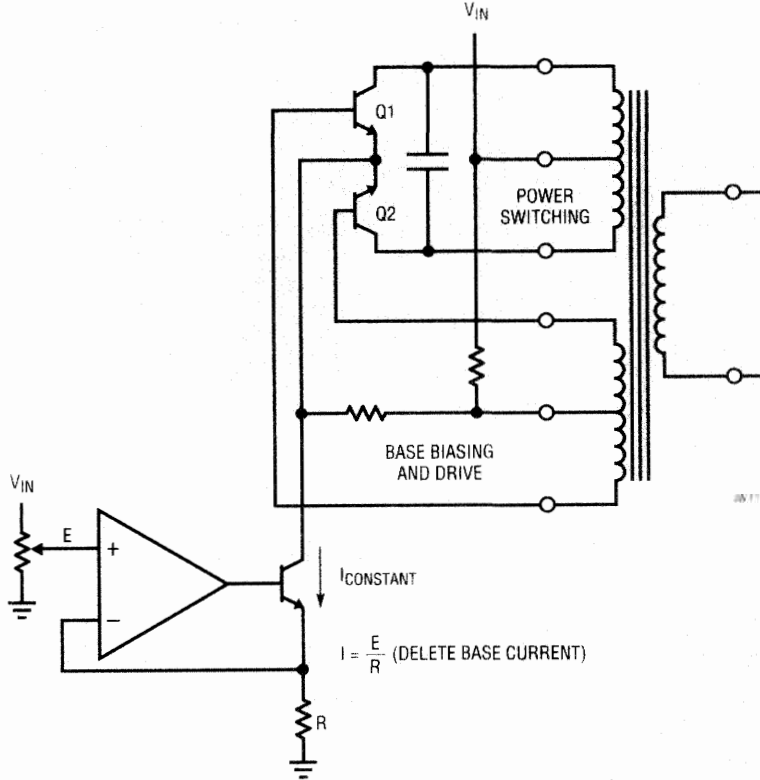 VIN
Q1
Q2
POWER
SWITCHING
BASE BIASING
AND DRIVE
VIN
E
+
−
ICONSTANT
I = E/R (DELETE BASE CURRENT)
R